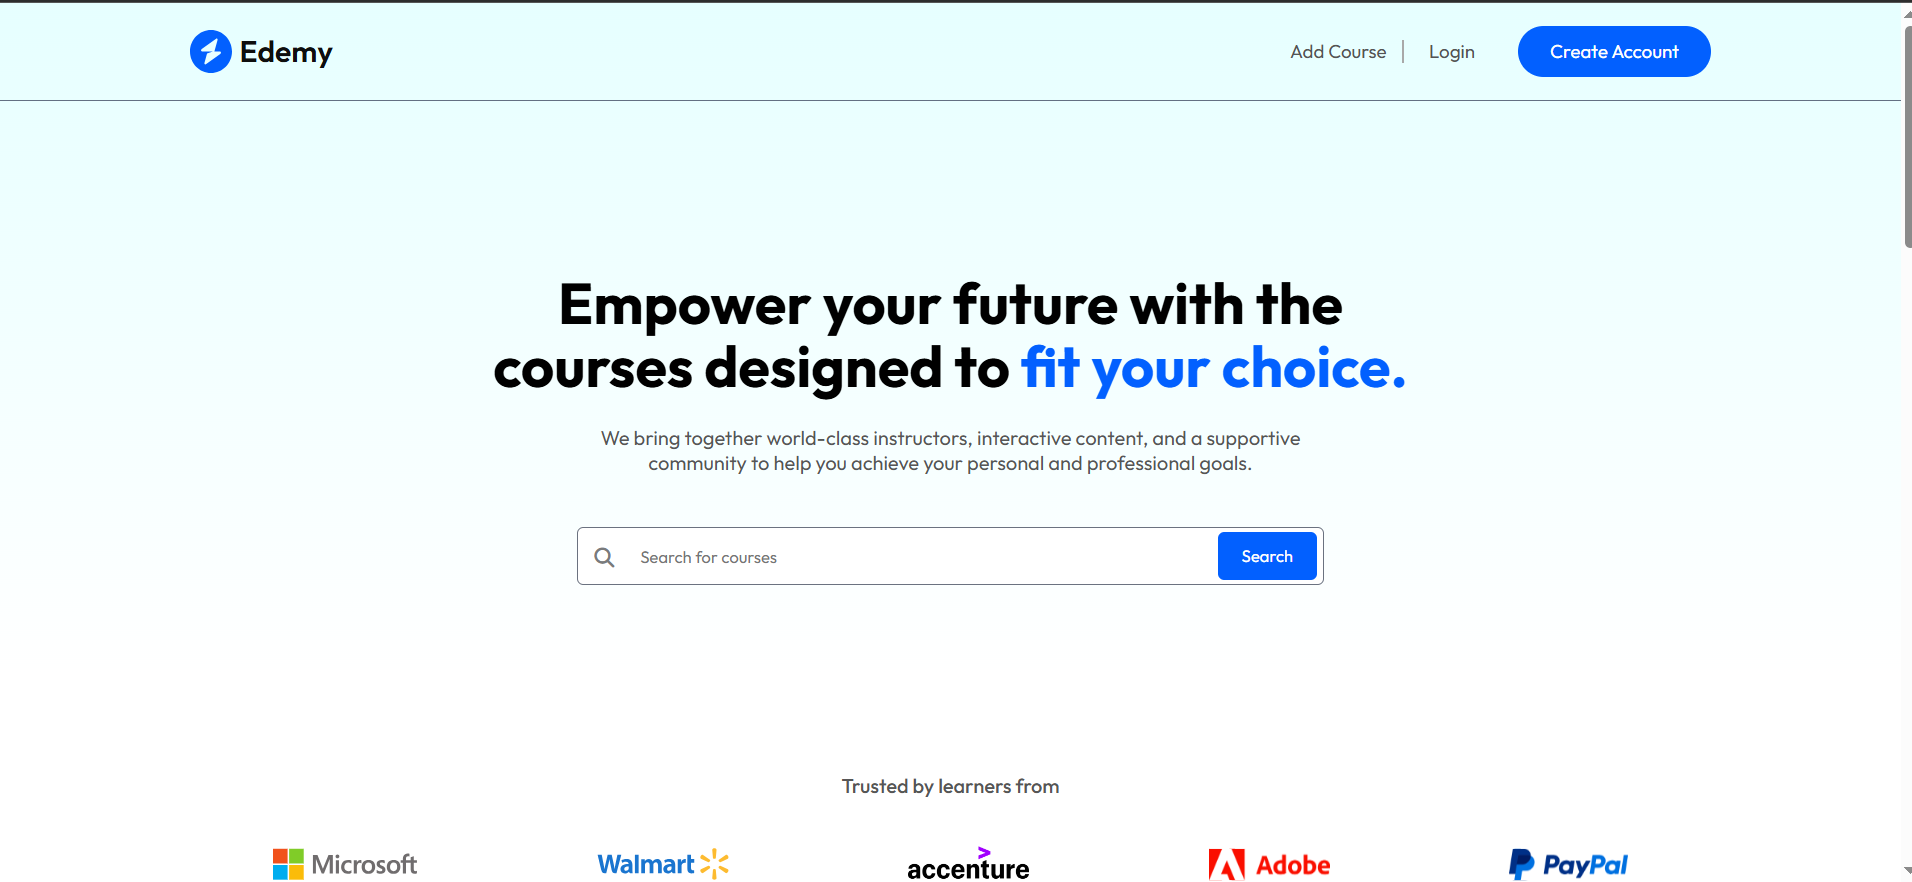 Edemy
Add Course
Login
Create Account
Empower your future with the
courses designed to fit your choice.
We bring together world-class instructors, interactive content, and a supportive
community to help you achieve your personal and professional goals.
Search for courses
Search
Trusted by learners from
Microsoft
Walmart
accenture
Adobe
PayPal